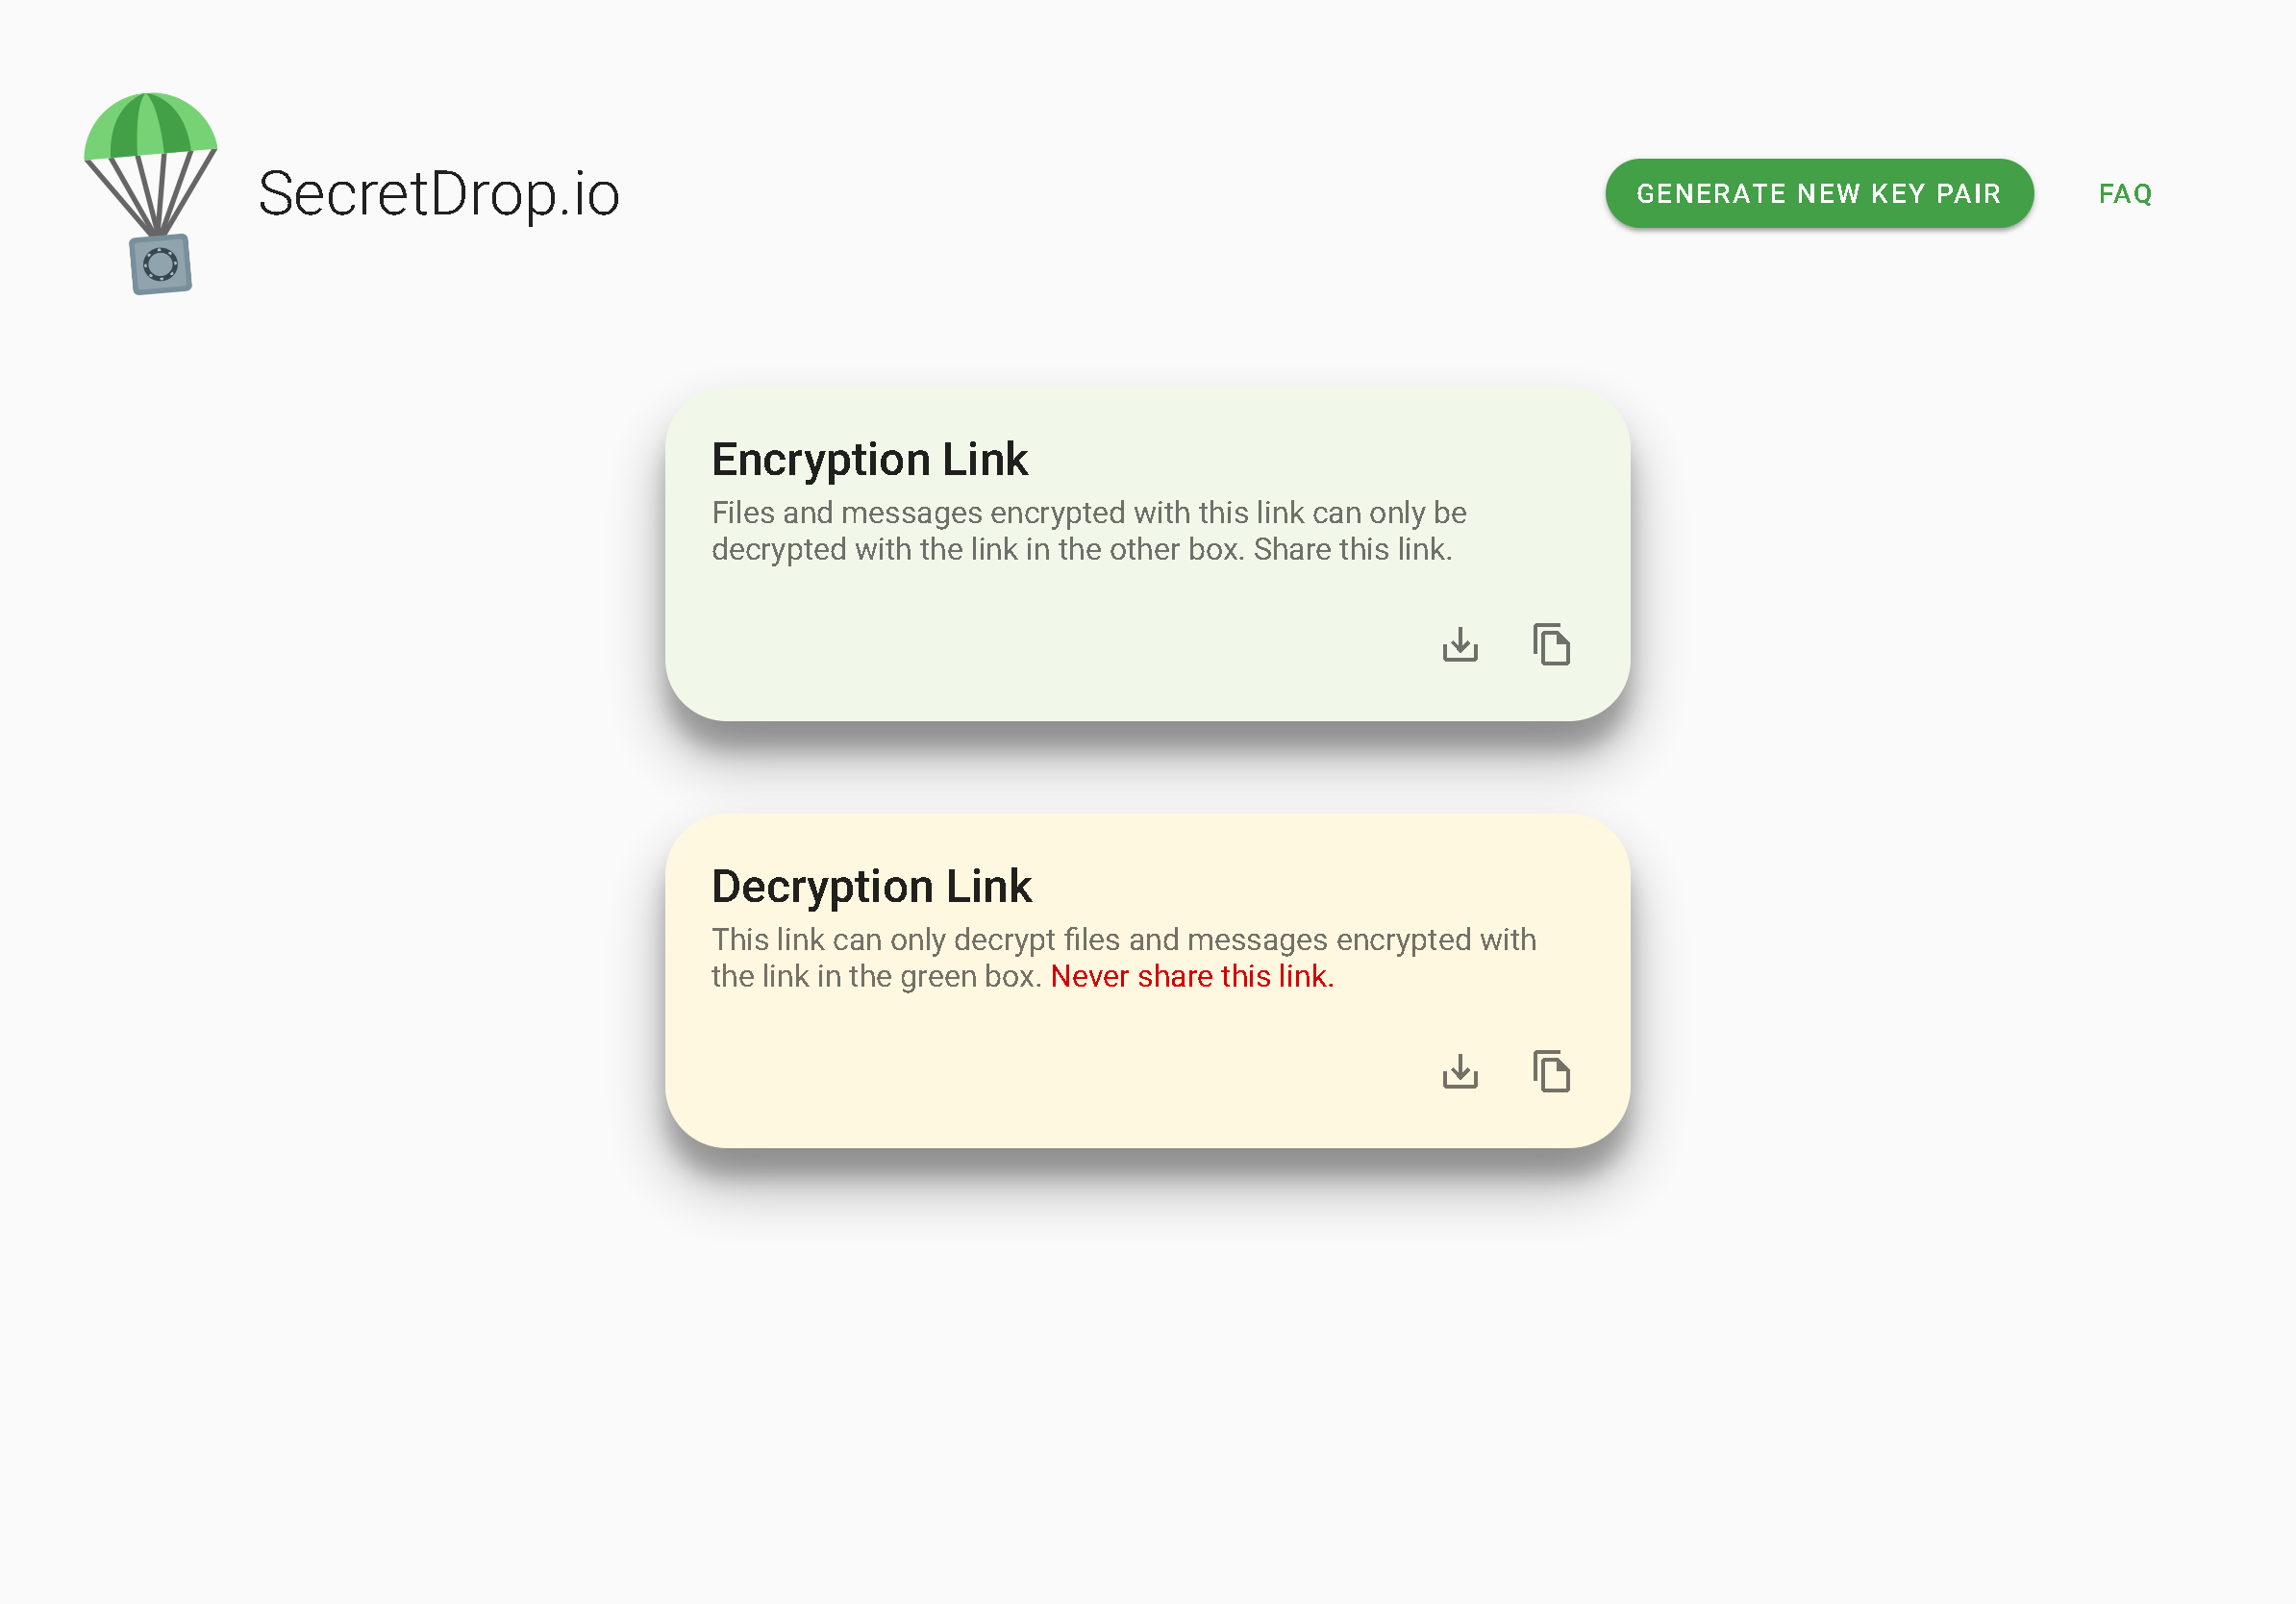 SecretDrop.io
GENERATE NEW KEY PAIR
FAQ
Encryption Link
Files and messages encrypted with this link can only be
decrypted with the link in the other box. Share this link.
Decryption Link
This link can only decrypt files and messages encrypted with
the link in the green box. Never share this link.